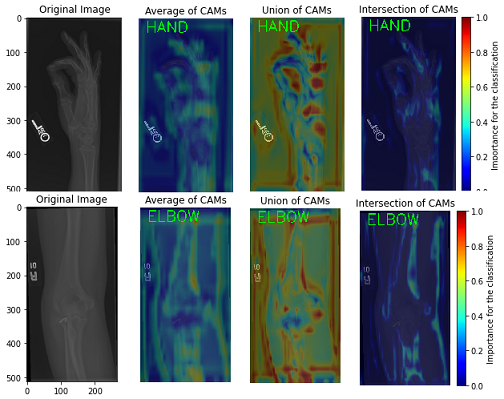 Original Image
Average of CAMs
Union of CAMs
Intersection of CAMs
HAND
HAND
HAND
0
100
200
300
400
500
1.0
0.8
0.6
0.4
0.2
0.0
Importance for the classification
Original Image
Average of CAMs
Union of CAMs
Intersection of CAMs
ELBOW
ELBOW
ELBOW
0
100
200
300
400
500
0
100
200
1.0
0.8
0.6
0.4
0.2
0.0
Importance for the classification